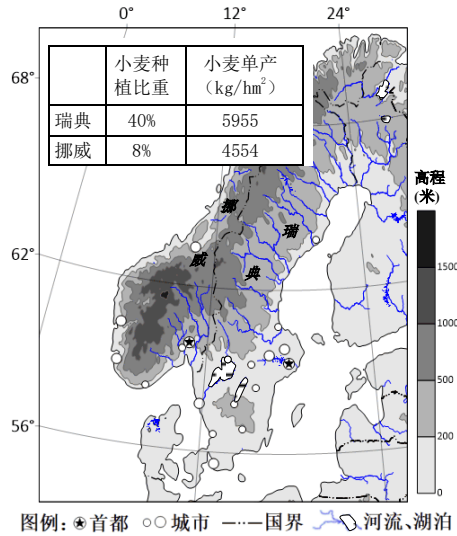 0° 12° 24°
68°
62°
56°
小麦种植比重 小麦单产（kg/hm²）
瑞典 40% 5955
挪威 8% 4554
挪
威
瑞
典
高程
(米)
1500
1000
500
200
0
图例: 首都 城市 国界 河流、湖泊